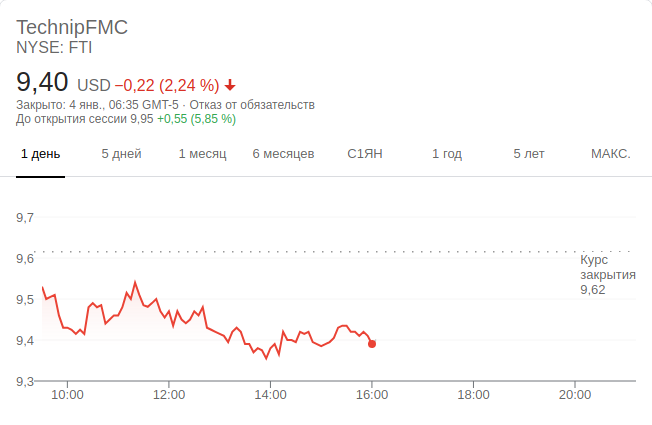 TechnipFMC
NYSE: FTI
9,40 USD −0,22 (2,24 %)
Закрыто: 4 янв., 06:35 GMT-5 · Отказ от обязательств
До открытия сессии 9,95 +0,55 (5,85 %)
1 день 5 дней 1 месяц 6 месяцев С1ЯН 1 год 5 лет МАКС.
9,7
9,6
Курс
закрытия
9,62
9,5
9,4
9,3
10:00 12:00 14:00 16:00 18:00 20:00